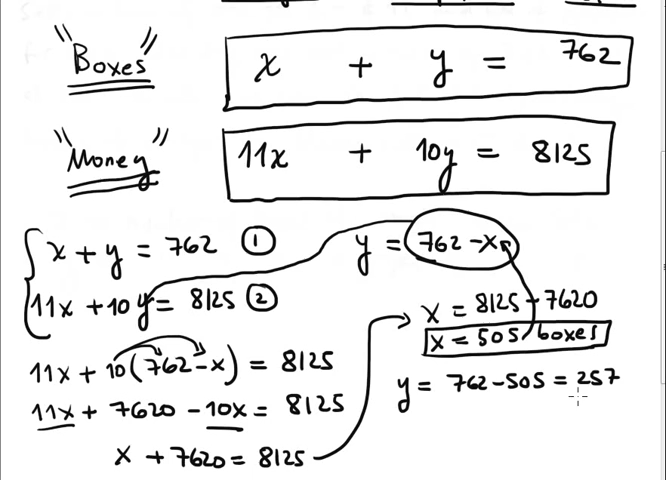 "Boxes" x + y = 762
"Money" 11x + 10y = 8125
x + y = 762 ①
11x + 10y = 8125 ②
11x + 10(762 - x) = 8125
11x + 7620 - 10x = 8125
x + 7620 = 8125
y = 762 - x
x = 8125 - 7620
x = 505 boxes
y = 762 - 505 = 257